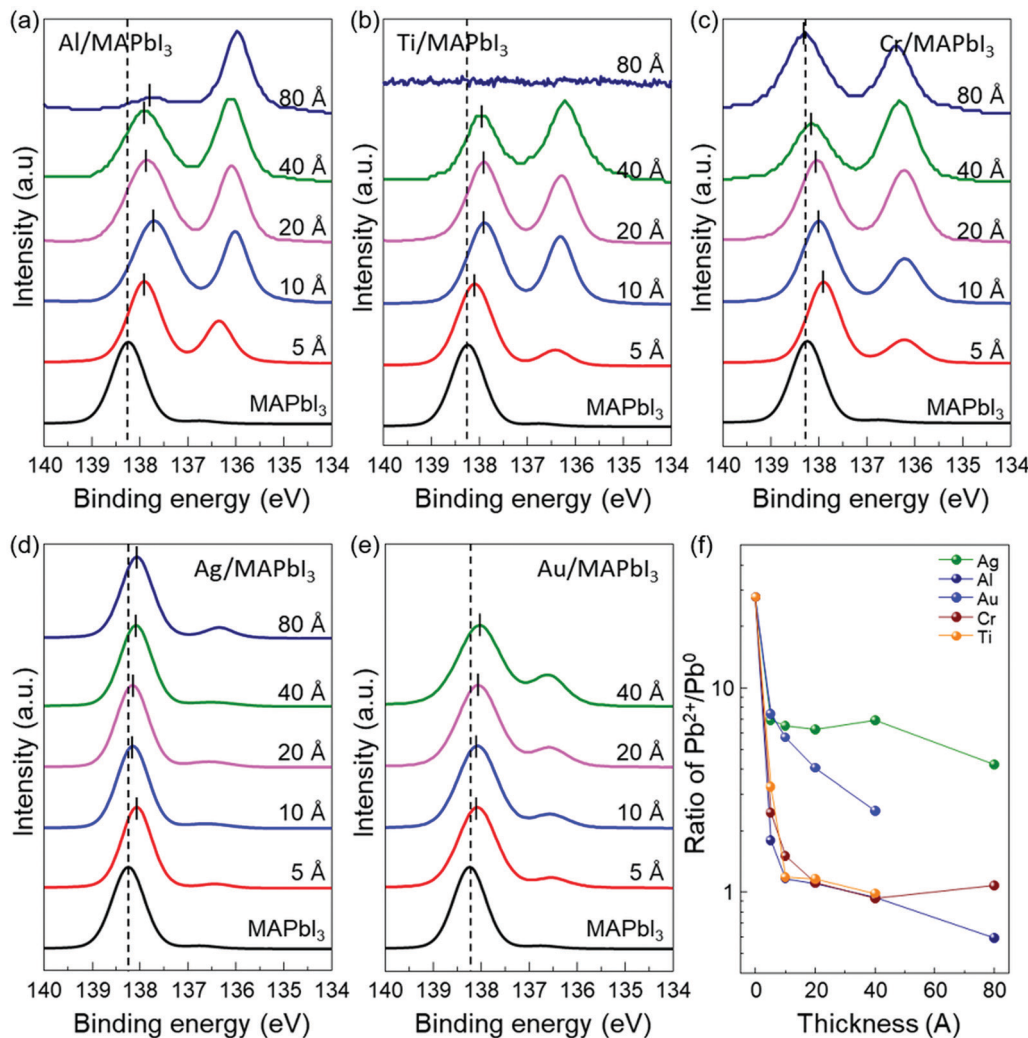 (a)
Al/MAPbI3
80 Å
40 Å
20 Å
10 Å
5 Å
MAPbI3
Intensity (a.u)
140 139 138 137 136 135 134
Binding energy (eV)
(b)
Ti/MAPbI3
80 Å
40 Å
20 Å
10 Å
5 Å
MAPbI3
Intensity (a.u.)
140 139 138 137 136 135 134
Binding energy (eV)
(c)
Cr/MAPbI3
80 Å
40 Å
20 Å
10 Å
5 Å
MAPbI3
Intensity (a.u.)
140 139 138 137 136 135 134
Binding energy (eV)
(d)
Ag/MAPbI3
80 Å
40 Å
20 Å
10 Å
5 Å
MAPbI3
Intensity (a.u.)
140 139 138 137 136 135 134
Binding energy (eV)
(e)
Au/MAPbI3
40 Å
20 Å
10 Å
5 Å
MAPbI3
Intensity (a.u.)
140 139 138 137 136 135 134
Binding energy (eV)
(f)
Ag
Al
Au
Cr
Ti
10
1
Ratio of Pb2+/Pb0
0 20 40 60 80
Thickness (A)